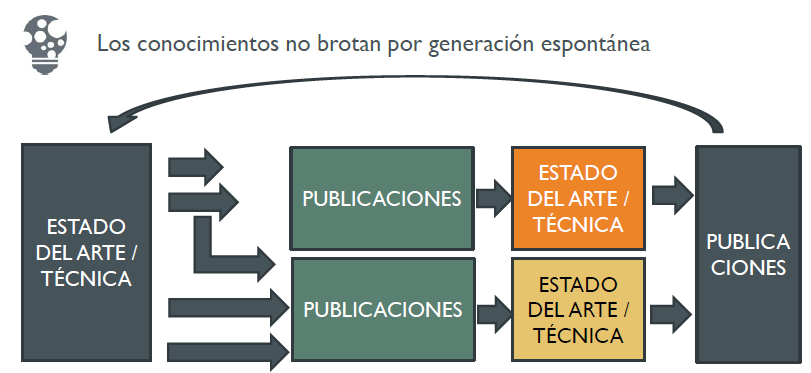 Los conocimientos no brotan por generación espontánea
ESTADO
DEL ARTE /
TÉCNICA
PUBLICACIONES
ESTADO
DEL ARTE /
TÉCNICA
PUBLICACIONES
ESTADO
DEL ARTE /
TÉCNICA
PUBLICA
CIONES